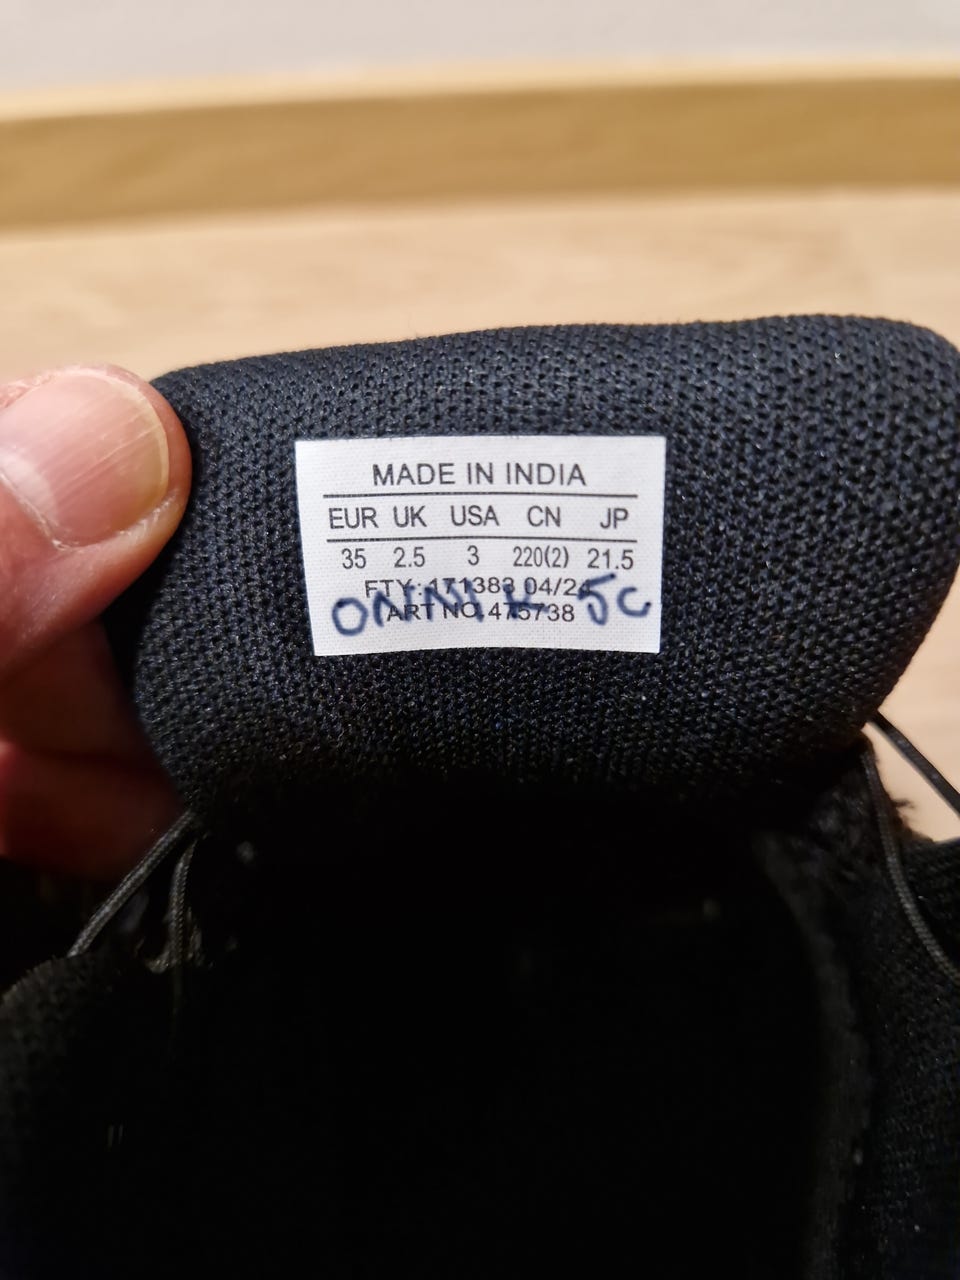 MADE IN INDIA
EUR UK USA CN JP
35 2.5 3 220(2) 21.5
FTY.:171383 04/24
ART NO.475738
ONNI H 5C